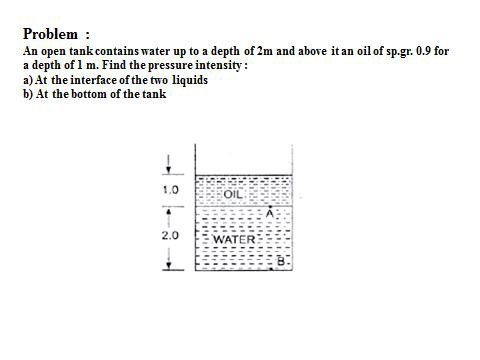 Problem :
An open tank contains water up to a depth of 2m and above it an oil of sp.gr. 0.9 for
a depth of 1 m. Find the pressure intensity :
a) At the interface of the two liquids
b) At the bottom of the tank
1.0
OIL
A
2.0
WATER
B